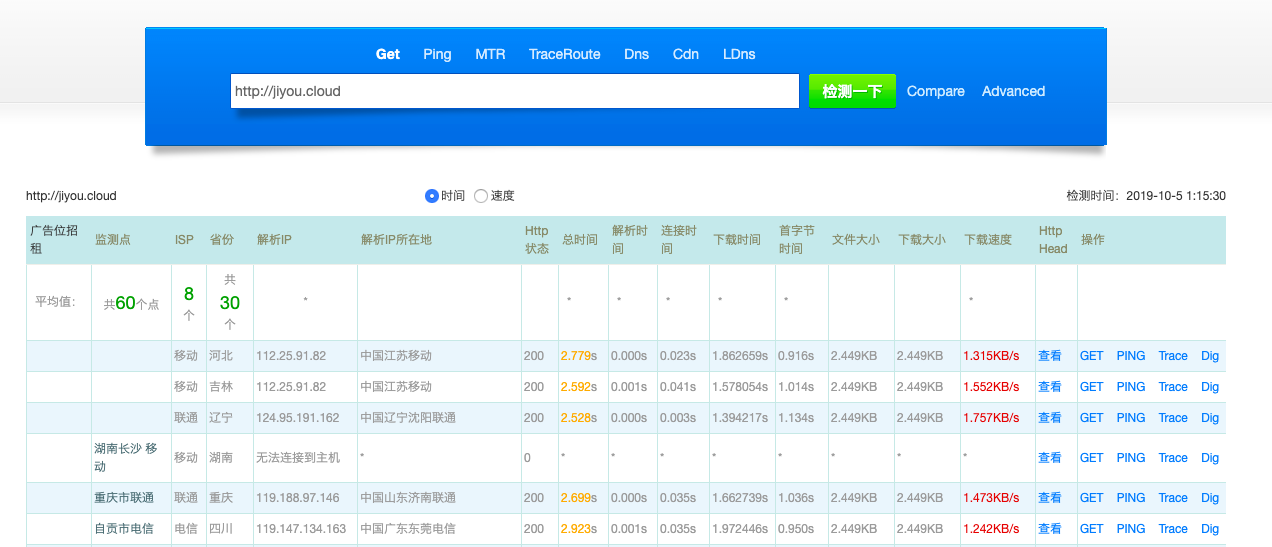 Get Ping MTR TraceRoute Dns Cdn LDns
http://jiyou.cloud 检测一下 Compare Advanced
http://jiyou.cloud 时间 速度 检测时间：2019-10-5 1:15:30
广告位招租 监测点 ISP 省份 解析IP 解析IP所在地 Http状态 总时间 解析时间 连接时间 下载时间 首字节时间 文件大小 下载大小 下载速度 Http Head 操作
平均值： 共60个点 8个 共30个 * * * * * * *
移动 河北 112.25.91.82 中国江苏移动 200 2.779s 0.000s 0.023s 1.862659s 0.916s 2.449KB 2.449KB 1.315KB/s 查看 GET PING Trace Dig
移动 吉林 112.25.91.82 中国江苏移动 200 2.592s 0.001s 0.041s 1.578054s 1.014s 2.449KB 2.449KB 1.552KB/s 查看 GET PING Trace Dig
联通 辽宁 124.95.191.162 中国辽宁沈阳联通 200 2.528s 0.000s 0.003s 1.394217s 1.134s 2.449KB 2.449KB 1.757KB/s 查看 GET PING Trace Dig
湖南长沙 移动 移动 湖南 无法连接到主机 * 0 * * * * * * * * 查看 GET PING Trace Dig
重庆市联通 联通 重庆 119.188.97.146 中国山东济南联通 200 2.699s 0.000s 0.035s 1.662739s 1.036s 2.449KB 2.449KB 1.473KB/s 查看 GET PING Trace Dig
自贡市电信 电信 四川 119.147.134.163 中国广东东莞电信 200 2.923s 0.001s 0.035s 1.972446s 0.950s 2.449KB 2.449KB 1.242KB/s 查看 GET PING Trace Dig